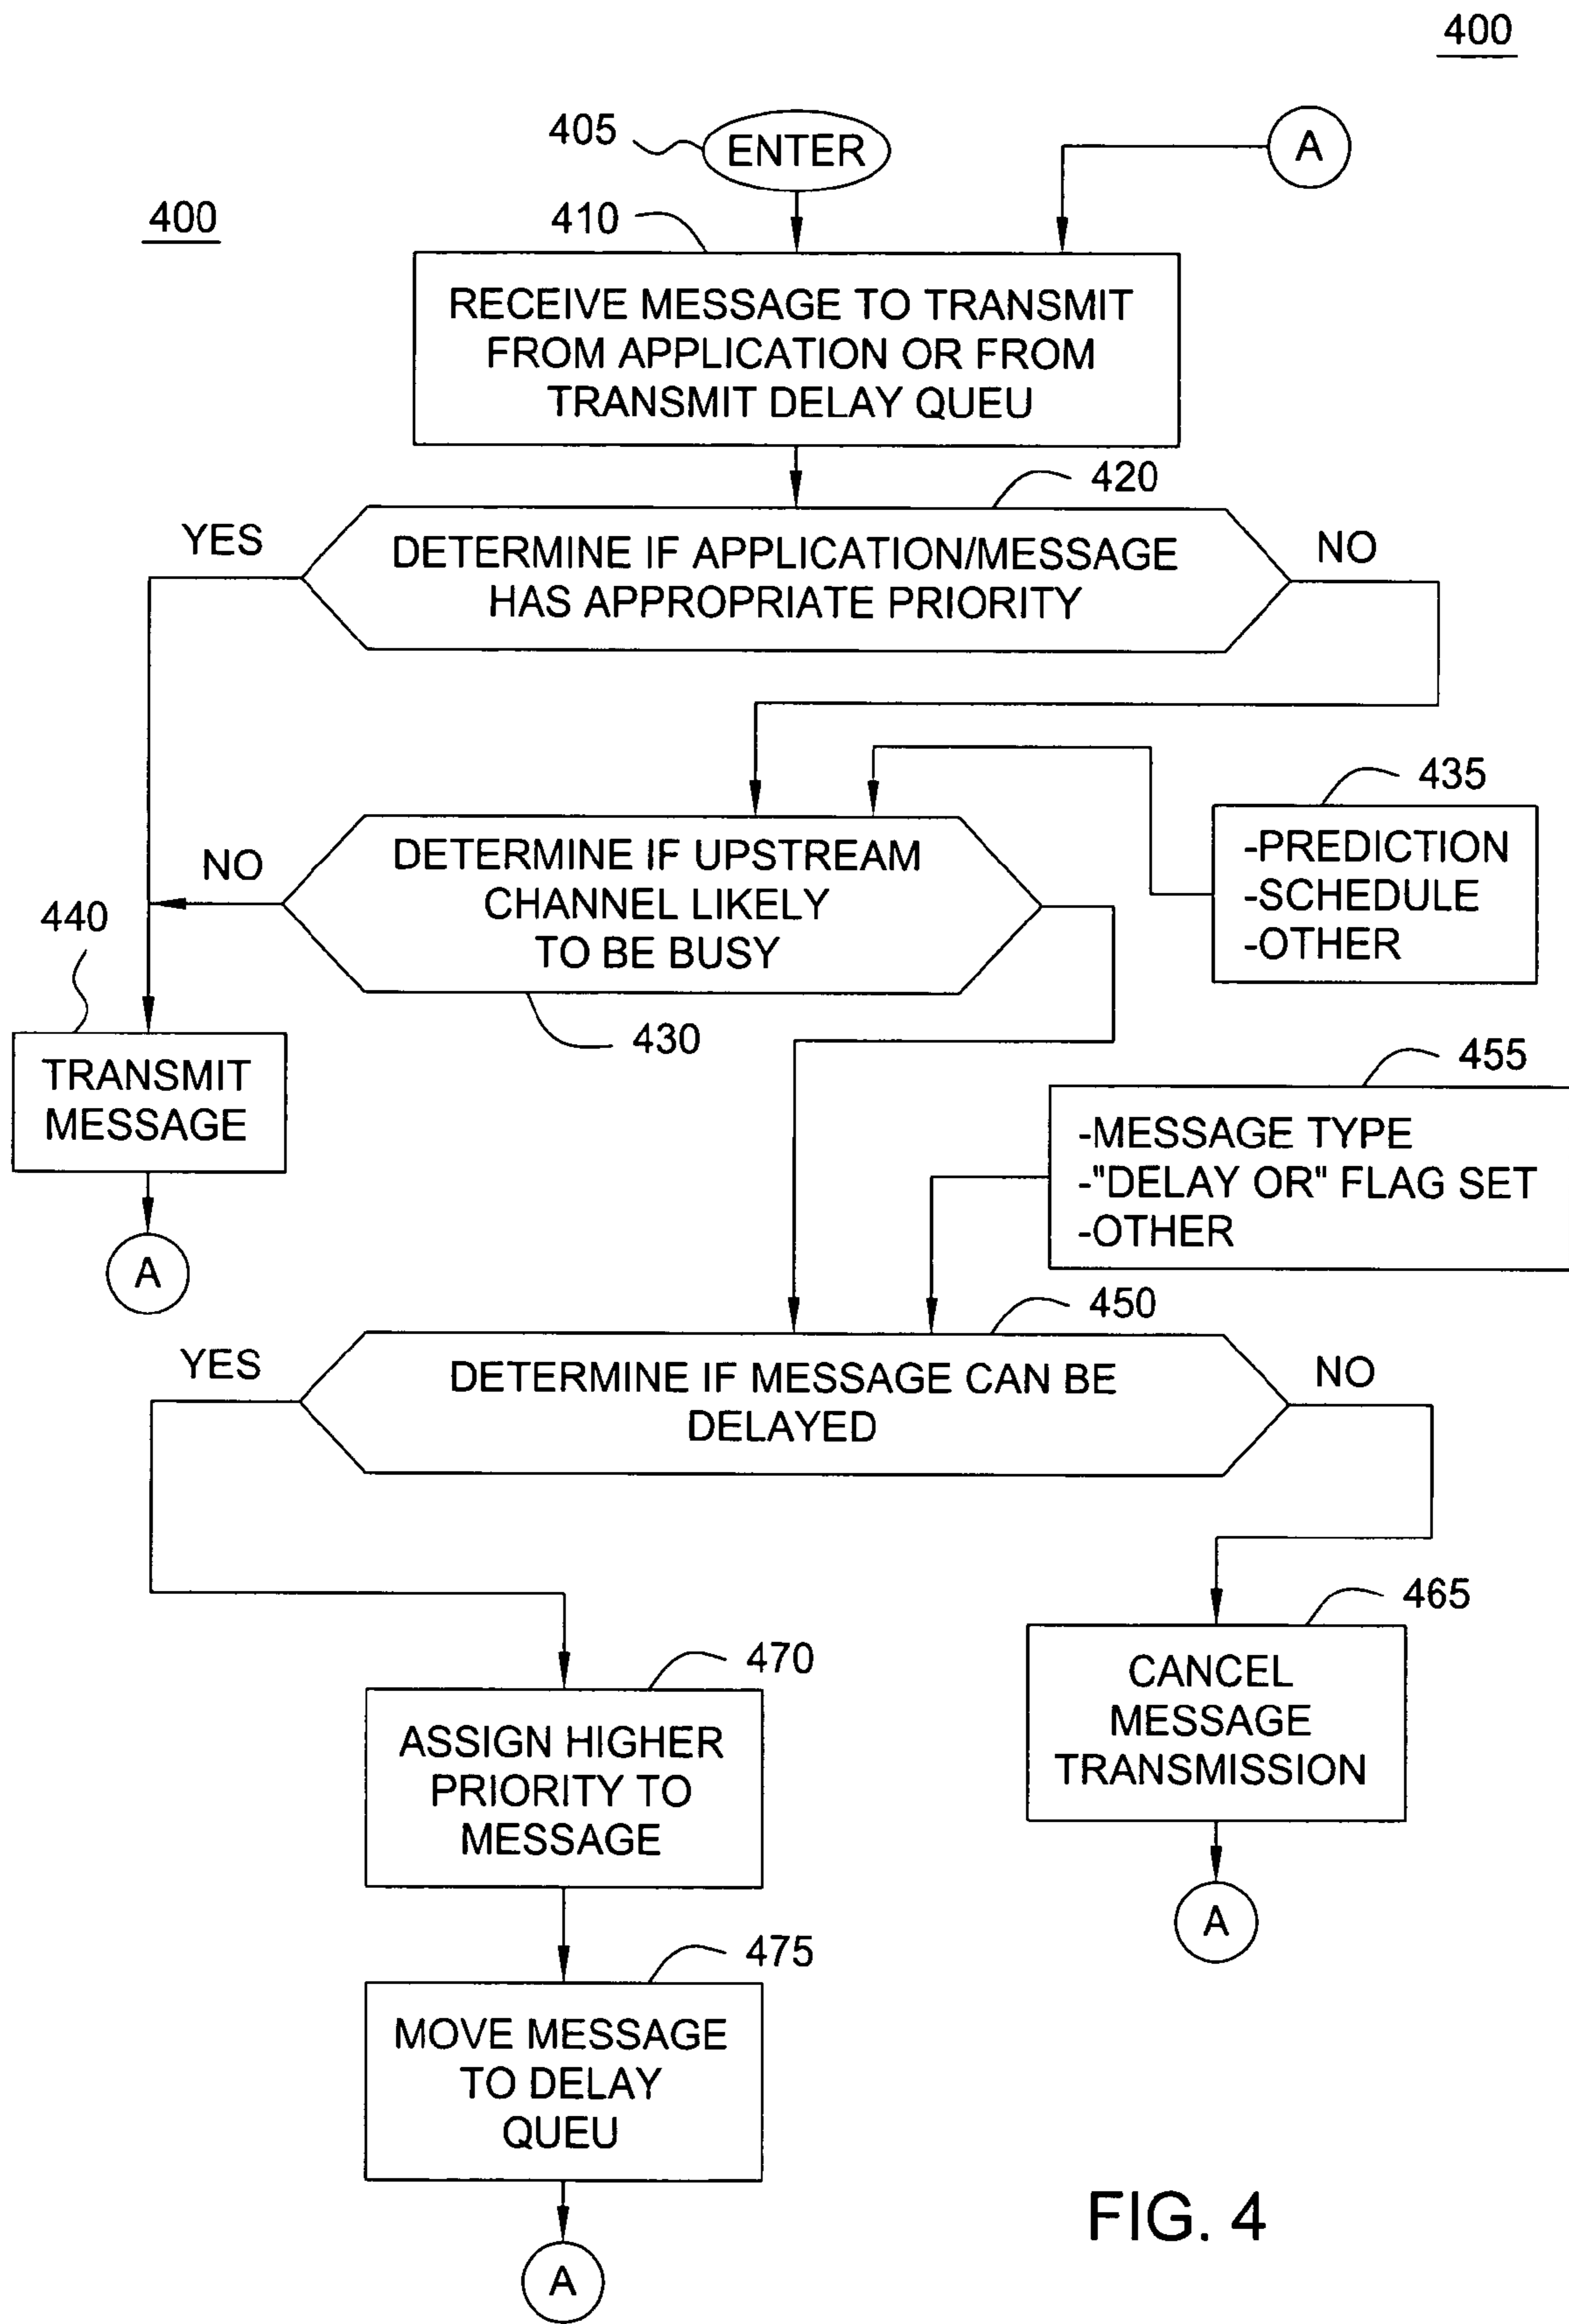 400
405
ENTER
A
400
410
RECEIVE MESSAGE TO TRANSMIT
FROM APPLICATION OR FROM
TRANSMIT DELAY QUEU
420
YES
DETERMINE IF APPLICATION/MESSAGE
HAS APPROPRIATE PRIORITY
NO
435
-PREDICTION
-SCHEDULE
-OTHER
NO
DETERMINE IF UPSTREAM
CHANNEL LIKELY
TO BE BUSY
430
440
TRANSMIT
MESSAGE
A
455
-MESSAGE TYPE
-"DELAY OR" FLAG SET
-OTHER
450
YES
DETERMINE IF MESSAGE CAN BE
DELAYED
NO
465
CANCEL
MESSAGE
TRANSMISSION
A
470
ASSIGN HIGHER
PRIORITY TO
MESSAGE
475
MOVE MESSAGE
TO DELAY
QUEU
A
FIG. 4